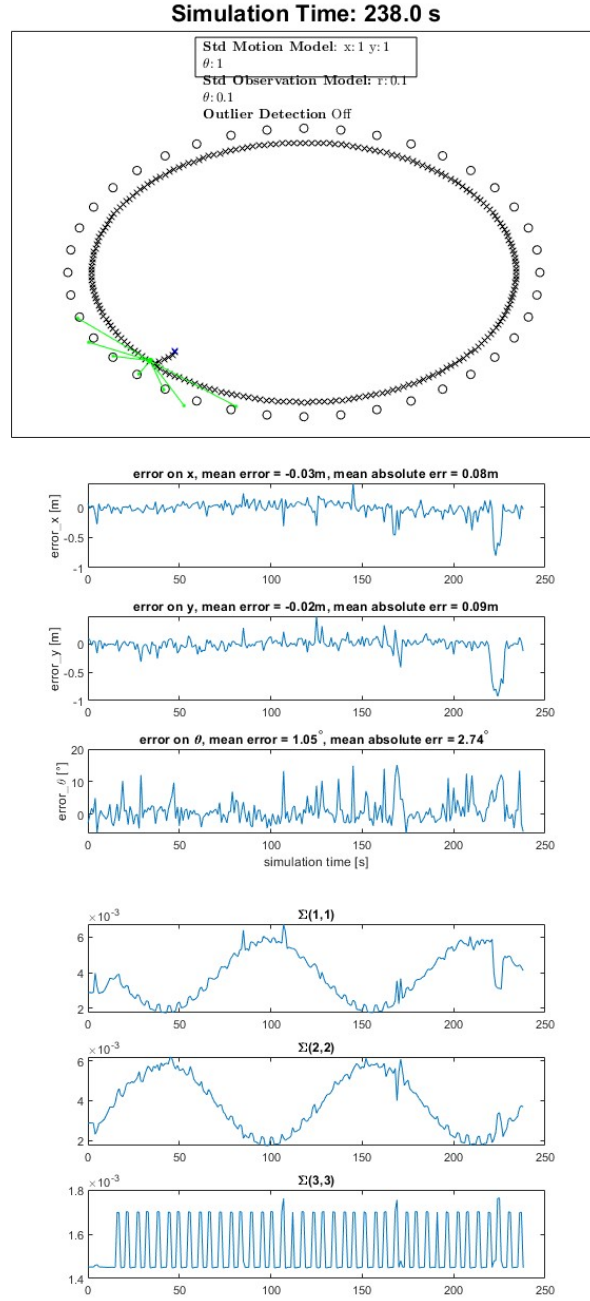 Simulation Time: 238.0 s
Std Motion Model: x:1 y:1
θ:1
Std Observation Model: r:0.1
θ:0.1
Outlier Detection Off
error on x, mean error = -0.03m, mean absolute err = 0.08m
error_x [m]
0
-0.5
-1
0 50 100 150 200 250
error on y, mean error = -0.02m, mean absolute err = 0.09m
error_y [m]
0
-0.5
-1
0 50 100 150 200 250
error on θ, mean error = 1.05°, mean absolute err = 2.74°
error_θ [°]
20
10
0
0 50 100 150 200 250
simulation time [s]
×10-3
Σ(1,1)
6
4
2
0 50 100 150 200 250
×10-3
Σ(2,2)
6
4
2
0 50 100 150 200 250
×10-3
Σ(3,3)
1.8
1.6
1.4
0 50 100 150 200 250